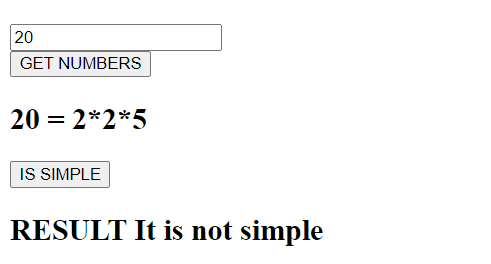 20
GET NUMBERS
20 = 2*2*5
IS SIMPLE
RESULT It is not simple